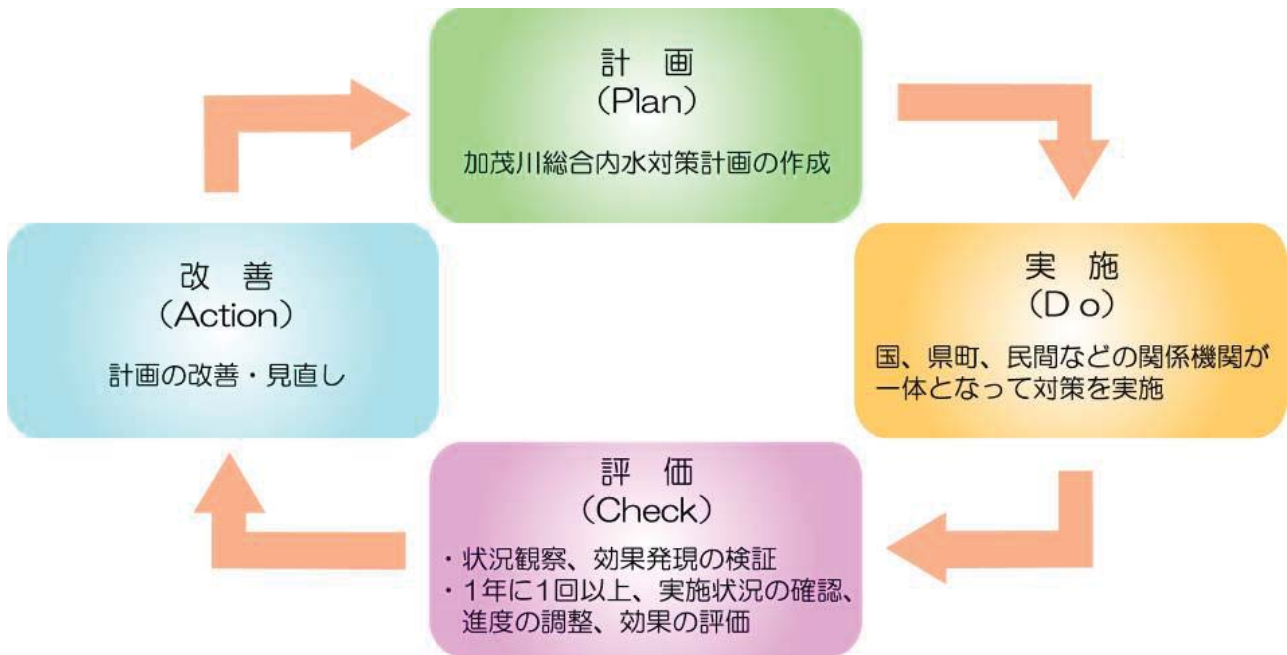 計　画
（Plan）
加茂川総合内水対策計画の作成
実　施
（Ｄｏ）
国、県町、民間などの関係機関が
一体となって対策を実施
評　価
（Check）
・状況観察、効果発現の検証
・1年に1回以上、実施状況の確認、
進度の調整、効果の評価
改　善
（Action）
計画の改善・見直し